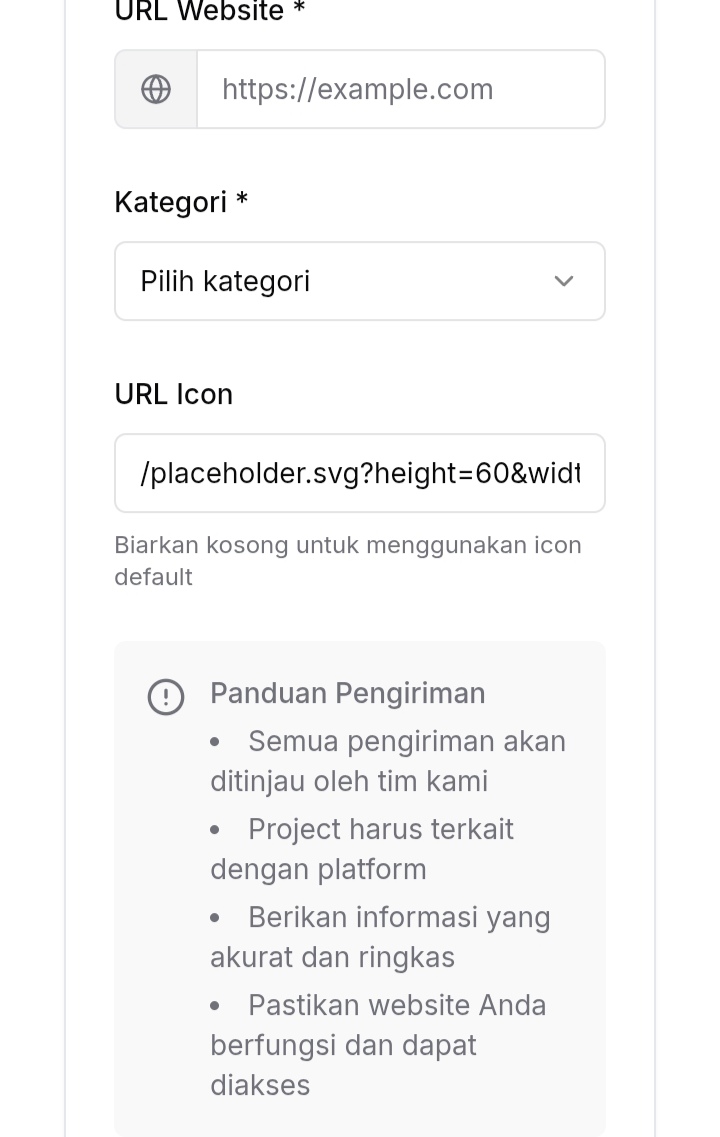 URL Website *
https://example.com
Kategori *
Pilih kategori
URL Icon
/placeholder.svg?height=60&widt
Biarkan kosong untuk menggunakan icon
default
Panduan Pengiriman
• Semua pengiriman akan
ditinjau oleh tim kami
• Project harus terkait
dengan platform
• Berikan informasi yang
akurat dan ringkas
• Pastikan website Anda
berfungsi dan dapat
diakses